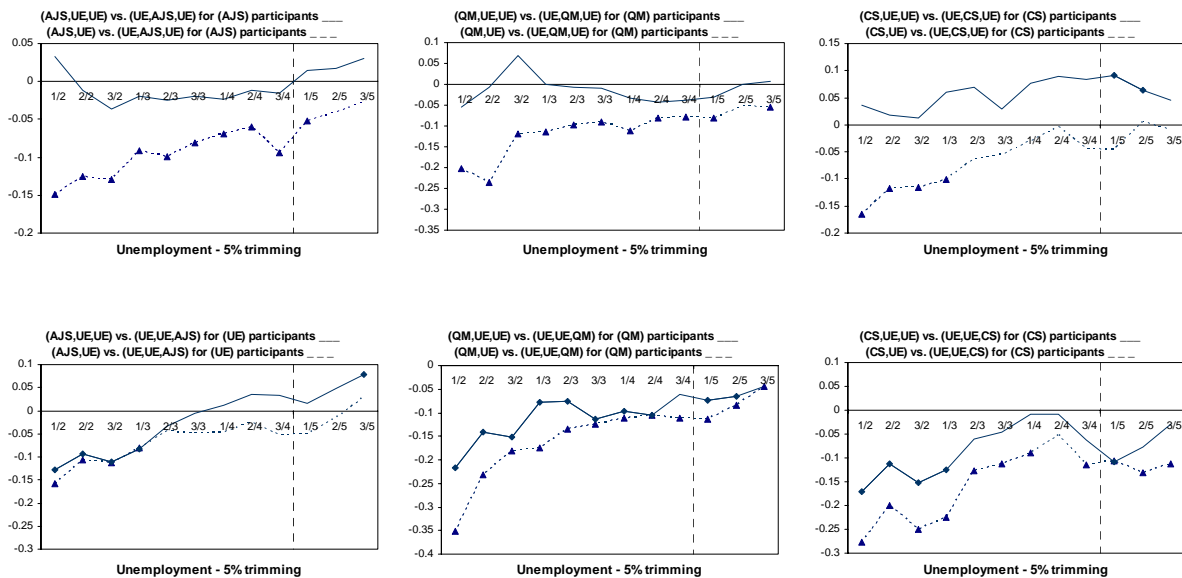 (AJS,UE,UE) vs. (UE,AJS,UE) for (AJS) participants ___
(AJS,UE) vs. (UE,AJS,UE) for (AJS) participants _ _ _
0.05
0
-0.05
-0.1
-0.15
-0.2
1/2 2/2 3/2 1/3 2/3 3/3 1/4 2/4 3/4 1/5 2/5 3/5
Unemployment - 5% trimming
(QM,UE,UE) vs. (UE,QM,UE) for (QM) participants ___
(QM,UE) vs. (UE,QM,UE) for (QM) participants _ _ _
0.1
0.05
0
-0.05
-0.1
-0.15
-0.2
-0.25
-0.3
-0.35
1/2 2/2 3/2 1/3 2/3 3/3 1/4 2/4 3/4 1/5 2/5 3/5
Unemployment - 5% trimming
(CS,UE,UE) vs. (UE,CS,UE) for (CS) participants ___
(CS,UE) vs. (UE,CS,UE) for (CS) participants _ _ _
0.15
0.1
0.05
0
-0.05
-0.1
-0.15
-0.2
1/2 2/2 3/2 1/3 2/3 3/3 1/4 2/4 3/4 1/5 2/5 3/5
Unemployment - 5% trimming
(AJS,UE,UE) vs. (UE,UE,AJS) for (UE) participants ___
(AJS,UE) vs. (UE,UE,AJS) for (UE) participants _ _ _
0.1
0.05
0
-0.05
-0.1
-0.15
-0.2
-0.25
-0.3
1/2 2/2 3/2 1/3 2/3 3/3 1/4 2/4 3/4 1/5 2/5 3/5
Unemployment - 5% trimming
(QM,UE,UE) vs. (UE,UE,QM) for (QM) participants ___
(QM,UE) vs. (UE,UE,QM) for (QM) participants _ _ _
0
-0.05
-0.1
-0.15
-0.2
-0.25
-0.3
-0.35
-0.4
1/2 2/2 3/2 1/3 2/3 3/3 1/4 2/4 3/4 1/5 2/5 3/5
Unemployment - 5% trimming
(CS,UE,UE) vs. (UE,UE,CS) for (CS) participants ___
(CS,UE) vs. (UE,UE,CS) for (CS) participants _ _ _
0.1
0.05
0
-0.05
-0.1
-0.15
-0.2
-0.25
-0.3
1/2 2/2 3/2 1/3 2/3 3/3 1/4 2/4 3/4 1/5 2/5 3/5
Unemployment - 5% trimming